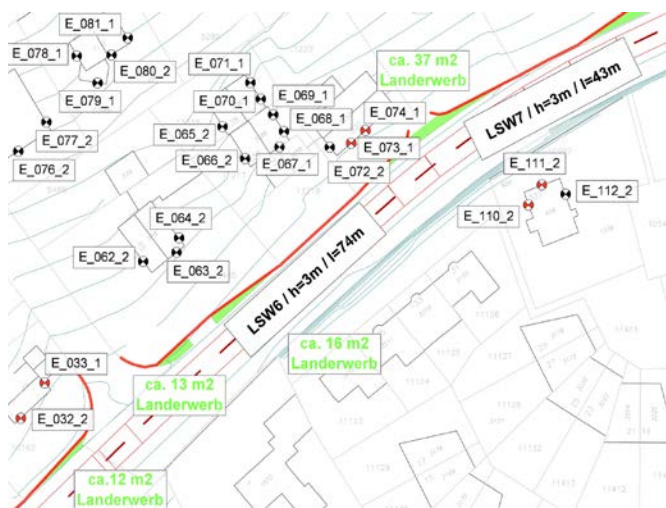 E_081_1
E_078_1
E_080_2
E_079_1
E_077_2
E_076_2
E_071_1
E_070_1
E_069_1
E_068_1
E_065_2
E_066_2
E_067_1
E_074_1
E_073_1
E_072_2
ca. 37 m2
Landerwerb
LSW7 / h=3m / l=43m
E_111_2
E_112_2
E_110_2
E_064_2
E_062_2
E_063_2
LSW6 / h=3m / l=74m
ca. 16 m2
Landerwerb
ca. 13 m2
Landerwerb
E_033_1
E_032_2
ca.12 m2
Landerwerb